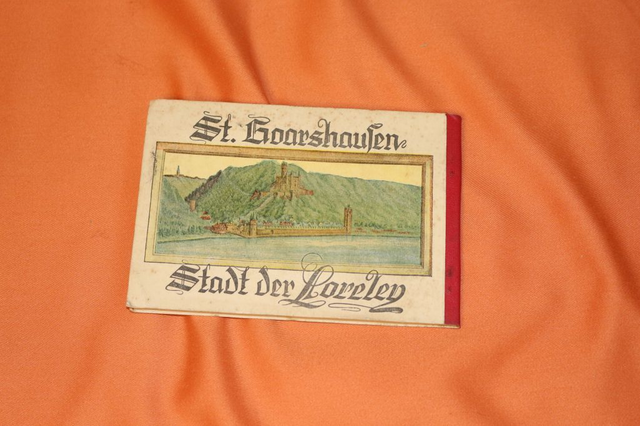 St. Goarshausen
Stadt der Loreley